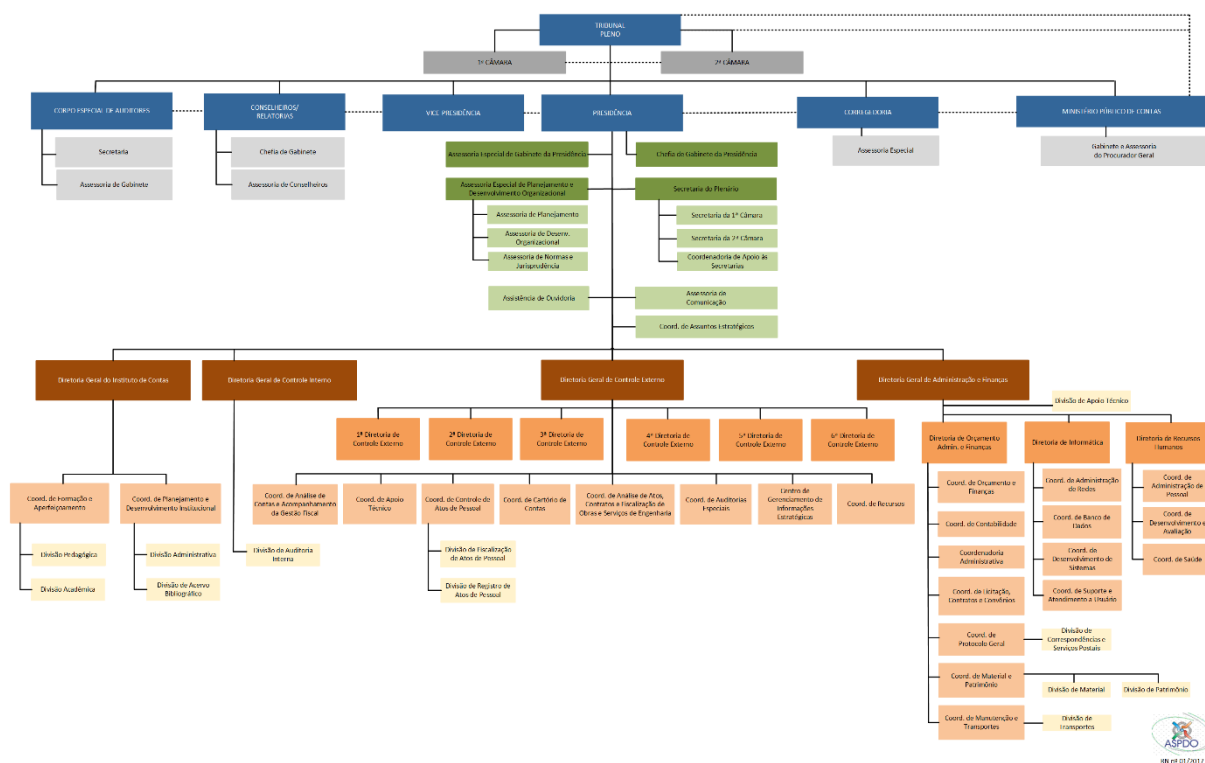 TRIBUNAL
PLENO
1ª CÂMARA
2ª CÂMARA
CORPO ESPECIAL DE AUDITORES
CONSELHEIROS/
RELATORIAS
VICE PRESIDÊNCIA
PRESIDÊNCIA
CORREGEDORIA
MINISTÉRIO PÚBLICO DE CONTAS
Secretaria
Assessoria de Gabinete
Chefia de Gabinete
Assessoria de Conselheiros
Assessoria Especial
Gabinete e Assessoria
do Procurador Geral
Assessoria Especial de Gabinete da Presidência
Chefia de Gabinete da Presidência
Assessoria Especial de Planejamento e
Desenvolvimento Organizacional
Secretaria do Plenário
Assessoria de Planejamento
Assessoria de Desenv.
Organizacional
Assessoria de Normas e
Jurisprudência
Secretaria da 1ª Câmara
Secretaria da 2ª Câmara
Coordenadoria de Apoio às
Secretarias
Assistência de Ouvidoria
Assessoria de
Comunicação
Coord. de Assuntos Estratégicos
Diretoria Geral do Instituto de Contas
Diretoria Geral de Controle Interno
Diretoria Geral de Controle Externo
Diretoria Geral de Administração e Finanças
Divisão de Apoio Técnico
1ª Diretoria de
Controle Externo
2ª Diretoria de
Controle Externo
3ª Diretoria de
Controle Externo
4ª Diretoria de
Controle Externo
5ª Diretoria de
Controle Externo
6ª Diretoria de
Controle Externo
Diretoria de Orçamento
Admin. e Finanças
Diretoria de Informática
Diretoria de Recursos
Humanos
Coord. de Formação e
Aperfeiçoamento
Coord. de Planejamento e
Desenvolvimento Institucional
Divisão Pedagógica
Divisão Acadêmica
Divisão Administrativa
Divisão de Acervo
Bibliográfico
Divisão de Auditoria
Interna
Coord. de Análise de
Contas e Acompanhamento
da Gestão Fiscal
Coord. de Apoio
Técnico
Coord. de Controle de
Atos de Pessoal
Coord. de Cartório de
Contas
Coord. de Análise de Atos,
Contratos e Fiscalização de
Obras e Serviços de Engenharia
Coord. de Auditorias
Especiais
Centro de
Gerenciamento de
Informações
Estratégicas
Coord. de Recursos
Divisão de Fiscalização
de Atos de Pessoal
Divisão de Registro de
Atos de Pessoal
Coord. de Orçamento e
Finanças
Coord. de Contabilidade
Coordenadoria
Administrativa
Coord. de Licitação,
Contratos e Convênios
Coord. de
Protocolo Geral
Coord. de Material e
Patrimônio
Coord. de Manutenção e
Transportes
Coord. de Administração
de Redes
Coord. de Banco de
Dados
Coord. de
Desenvolvimento de
Sistemas
Coord. de Suporte e
Atendimento a Usuário
Coord. de
Administração de
Pessoal
Coord. de
Desenvolvimento e
Avaliação
Coord. de Saúde
Divisão de
Correspondências e
Serviços Postais
Divisão de Material
Divisão de Patrimônio
Divisão de
Transportes
ASPDO
RN nº 01/2017